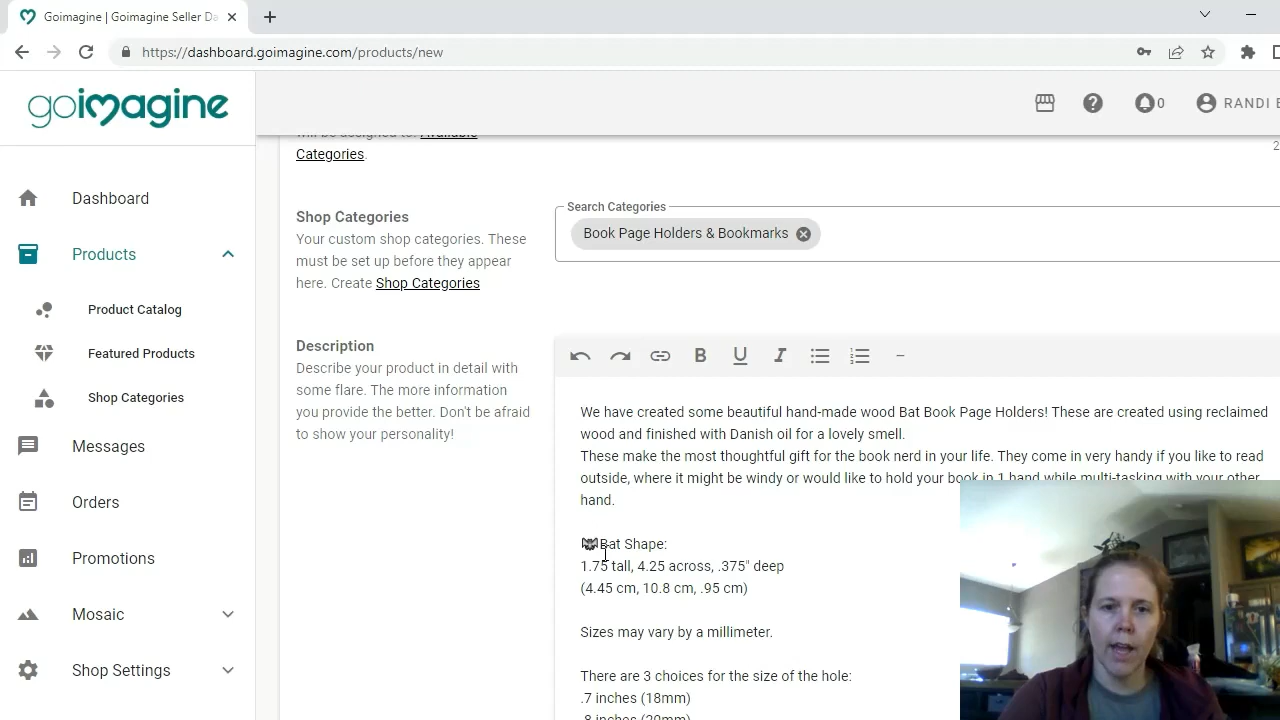 Goimagine | Goimagine Seller Da
https://dashboard.goimagine.com/products/new
goimagine
0
RANDI
Dashboard
Products
Product Catalog
Featured Products
Shop Categories
Messages
Orders
Promotions
Mosaic
Shop Settings
will be assigned to. Available
Categories.
2
Shop Categories
Your custom shop categories. These
must be set up before they appear
here. Create Shop Categories
Search Categories
Book Page Holders & Bookmarks
Description
Describe your product in detail with
some flare. The more information
you provide the better. Don't be afraid
to show your personality!
B U I
We have created some beautiful hand-made wood Bat Book Page Holders! These are created using reclaimed
wood and finished with Danish oil for a lovely smell.
These make the most thoughtful gift for the book nerd in your life. They come in very handy if you like to read
outside, where it might be windy or would like to hold your book in 1 hand while multi-tasking with your other
hand.
🦇Bat Shape:
1.75 tall, 4.25 across, .375" deep
(4.45 cm, 10.8 cm, .95 cm)
Sizes may vary by a millimeter.
There are 3 choices for the size of the hole:
.7 inches (18mm)
.8 inches (20mm)